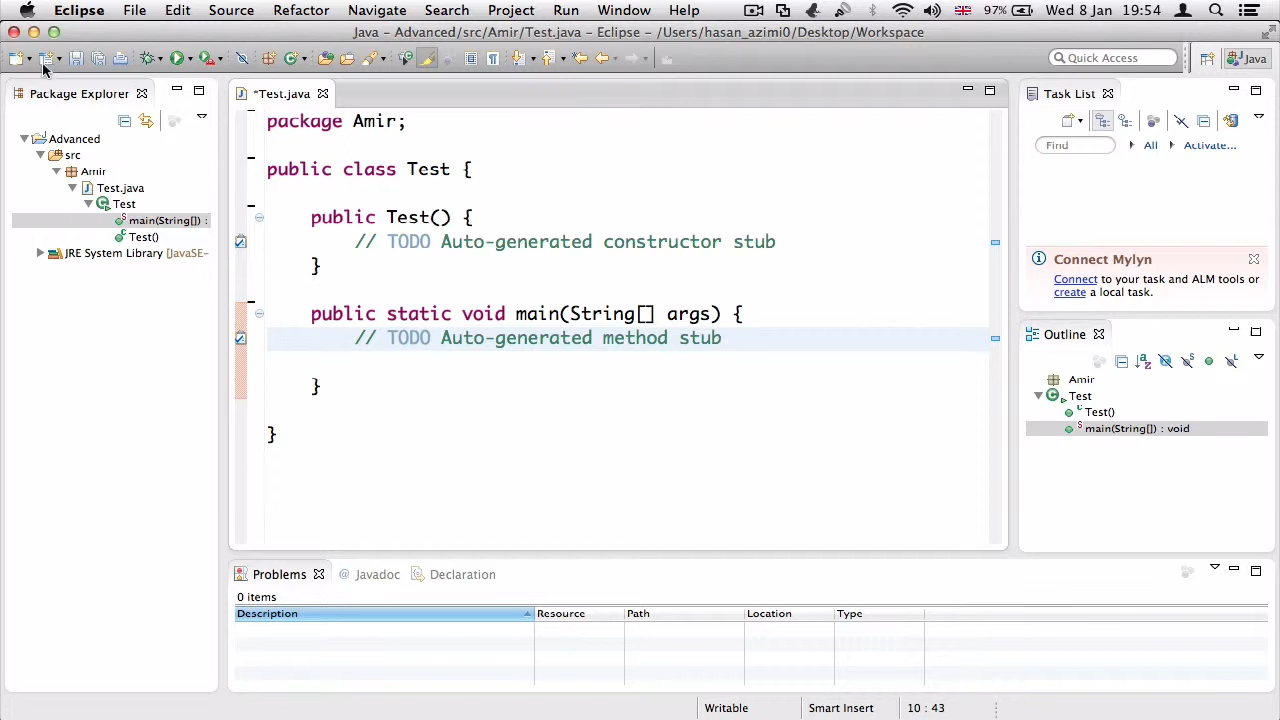 Eclipse File Edit Source Refactor Navigate Search Project Run Window Help 97% Wed 8 Jan 19:54
Java - Advanced/src/Amir/Test.java - Eclipse - /Users/hasan_azimi0/Desktop/Workspace
Quick Access Java
Package Explorer
Advanced
src
Amir
Test.java
Test
main(String[]) :
Test()
JRE System Library [JavaSE-
*Test.java
package Amir;
public class Test {
public Test() {
// TODO Auto-generated constructor stub
}
public static void main(String[] args) {
// TODO Auto-generated method stub
}
}
Task List
Find All Activate...
Connect Mylyn
Connect to your task and ALM tools or
create a local task.
Outline
Amir
Test
Test()
main(String[]) : void
Problems @ Javadoc Declaration
0 items
Description Resource Path Location Type
Writable Smart Insert 10 : 43